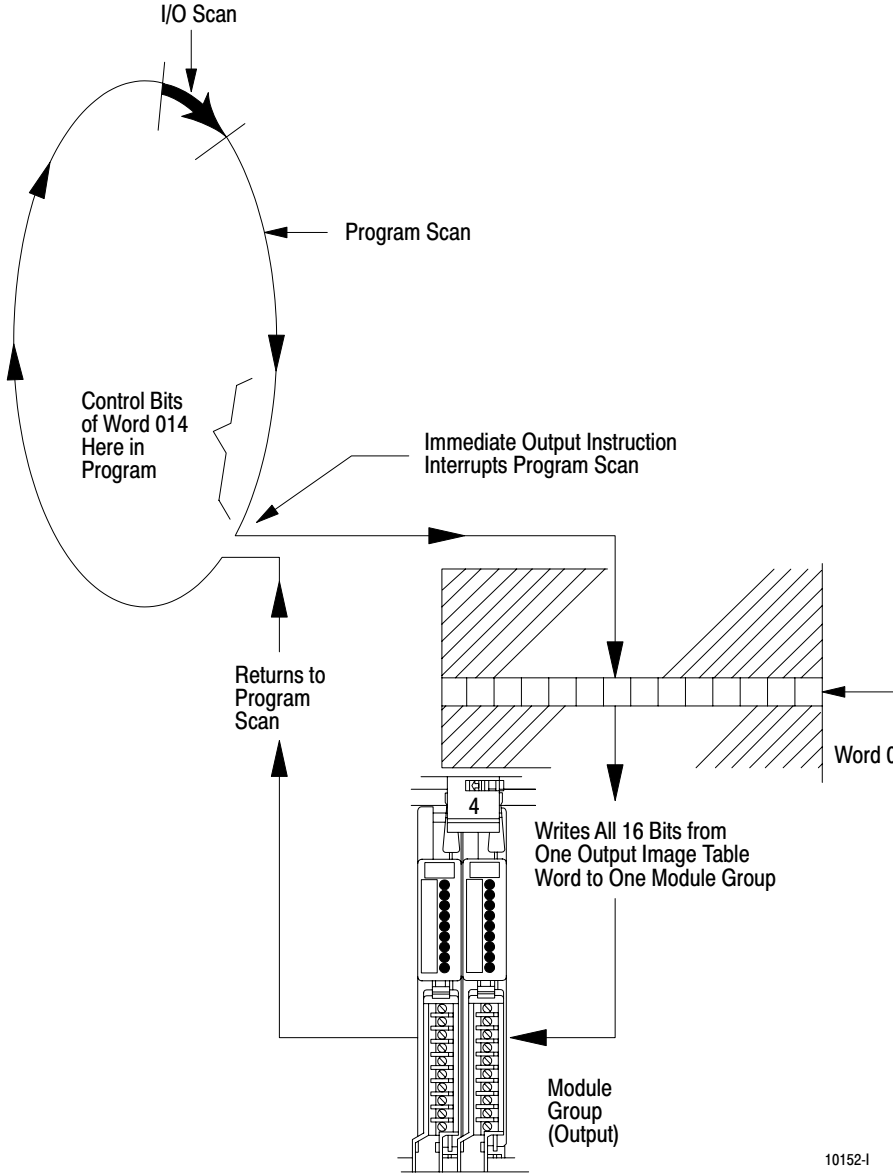 I/O Scan
Program Scan
Control Bits
of Word 014
Here in
Program
Immediate Output Instruction
Interrupts Program Scan
Returns to
Program
Scan
Word 0
4
Writes All 16 Bits from
One Output Image Table
Word to One Module Group
Module
Group
(Output)
10152-I